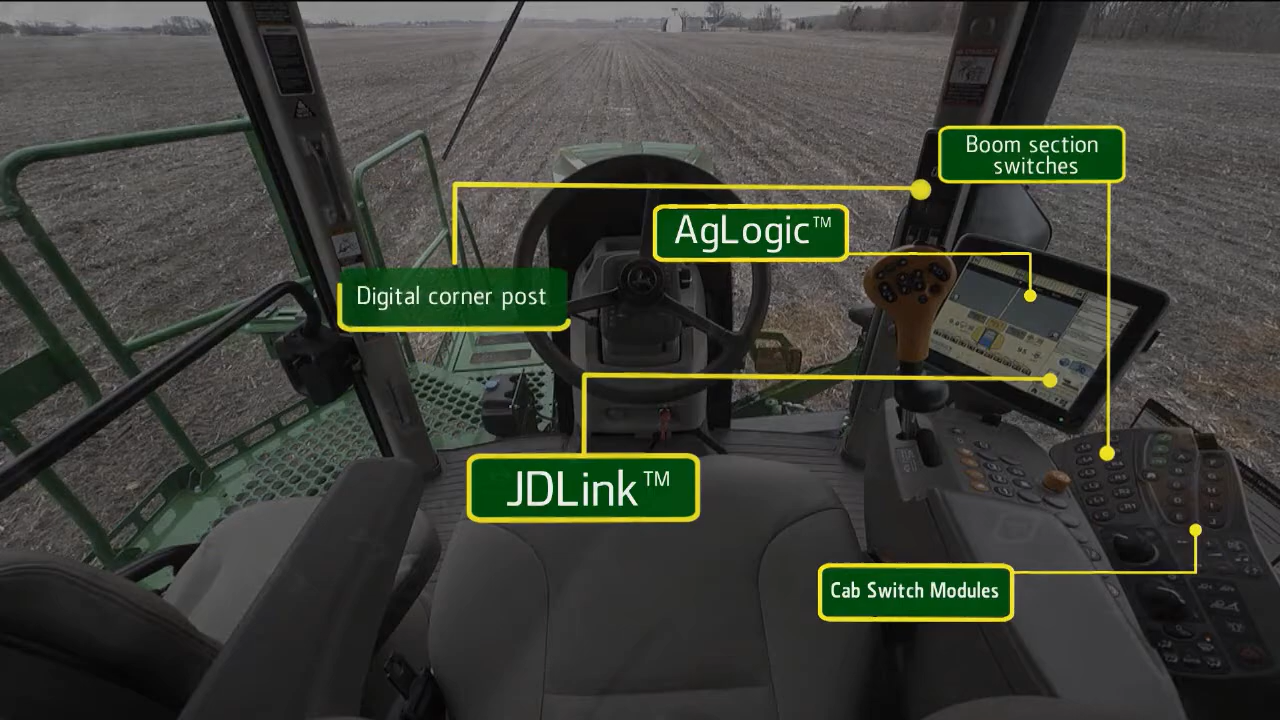 Boom section
switches
AgLogic™
Digital corner post
JDLink™
Cab Switch Modules